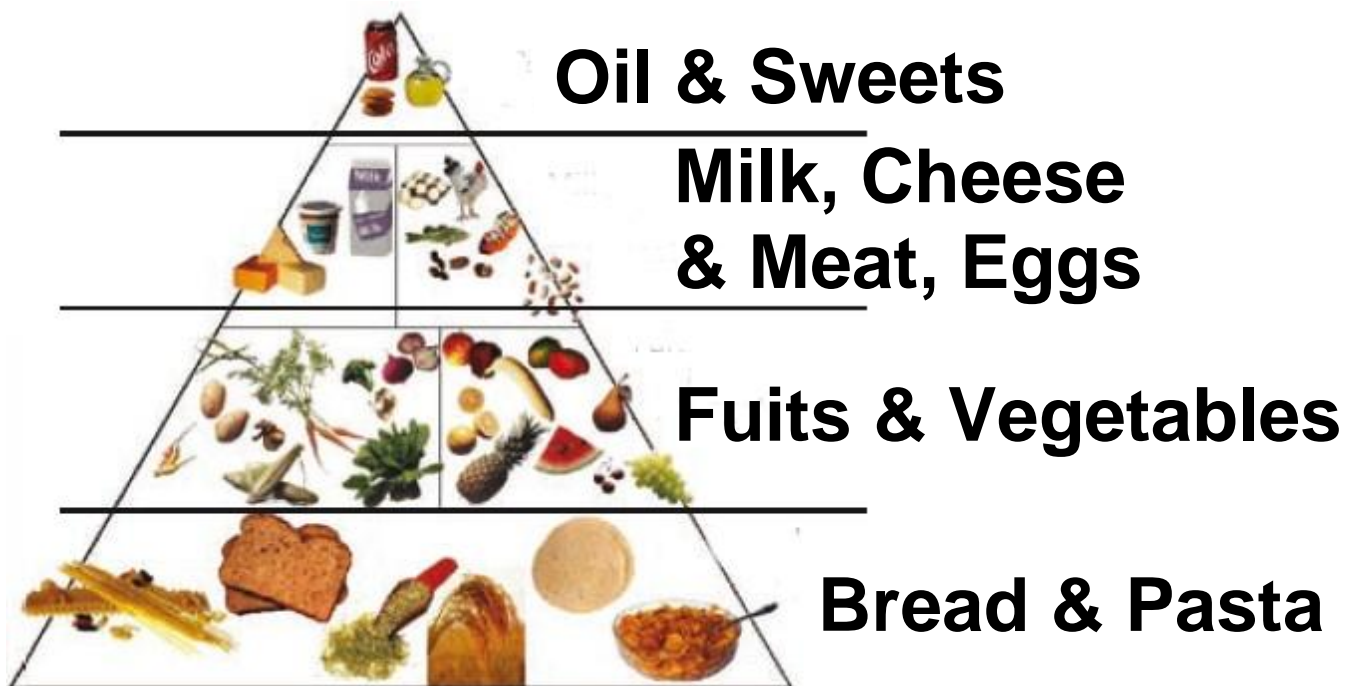 Oil & Sweets
Milk, Cheese
& Meat, Eggs
Fuits & Vegetables
Bread & Pasta